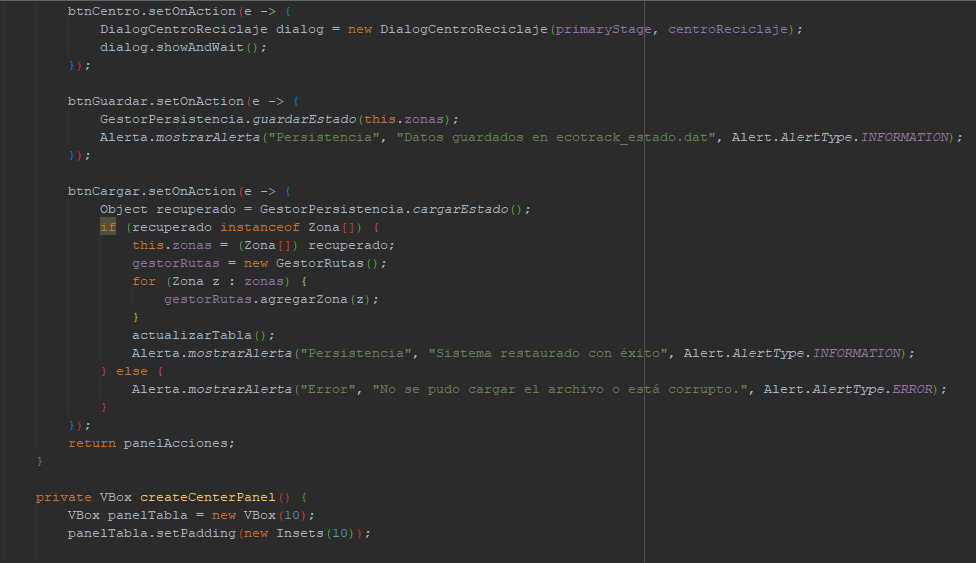 btnCentro.setOnAction(e -> {
DialogCentroReciclaje dialog = new DialogCentroReciclaje(primaryStage, centroReciclaje);
dialog.showAndWait();
});
btnGuardar.setOnAction(e -> {
GestorPersistencia.guardarEstado(this.zonas);
Alerta.mostrarAlerta("Persistencia", "Datos guardados en ecotrack_estado.dat", Alert.AlertType.INFORMATION);
});
btnCargar.setOnAction(e -> {
Object recuperado = GestorPersistencia.cargarEstado();
if (recuperado instanceof Zona[]) {
this.zonas = (Zona[]) recuperado;
gestorRutas = new GestorRutas();
for (Zona z : zonas) {
gestorRutas.agregarZona(z);
}
actualizarTabla();
Alerta.mostrarAlerta("Persistencia", "Sistema restaurado con éxito", Alert.AlertType.INFORMATION);
} else {
Alerta.mostrarAlerta("Error", "No se pudo cargar el archivo o está corrupto.", Alert.AlertType.ERROR);
}
});
return panelAcciones;
}
private VBox createCenterPanel() {
VBox panelTabla = new VBox(10);
panelTabla.setPadding(new Insets(10));